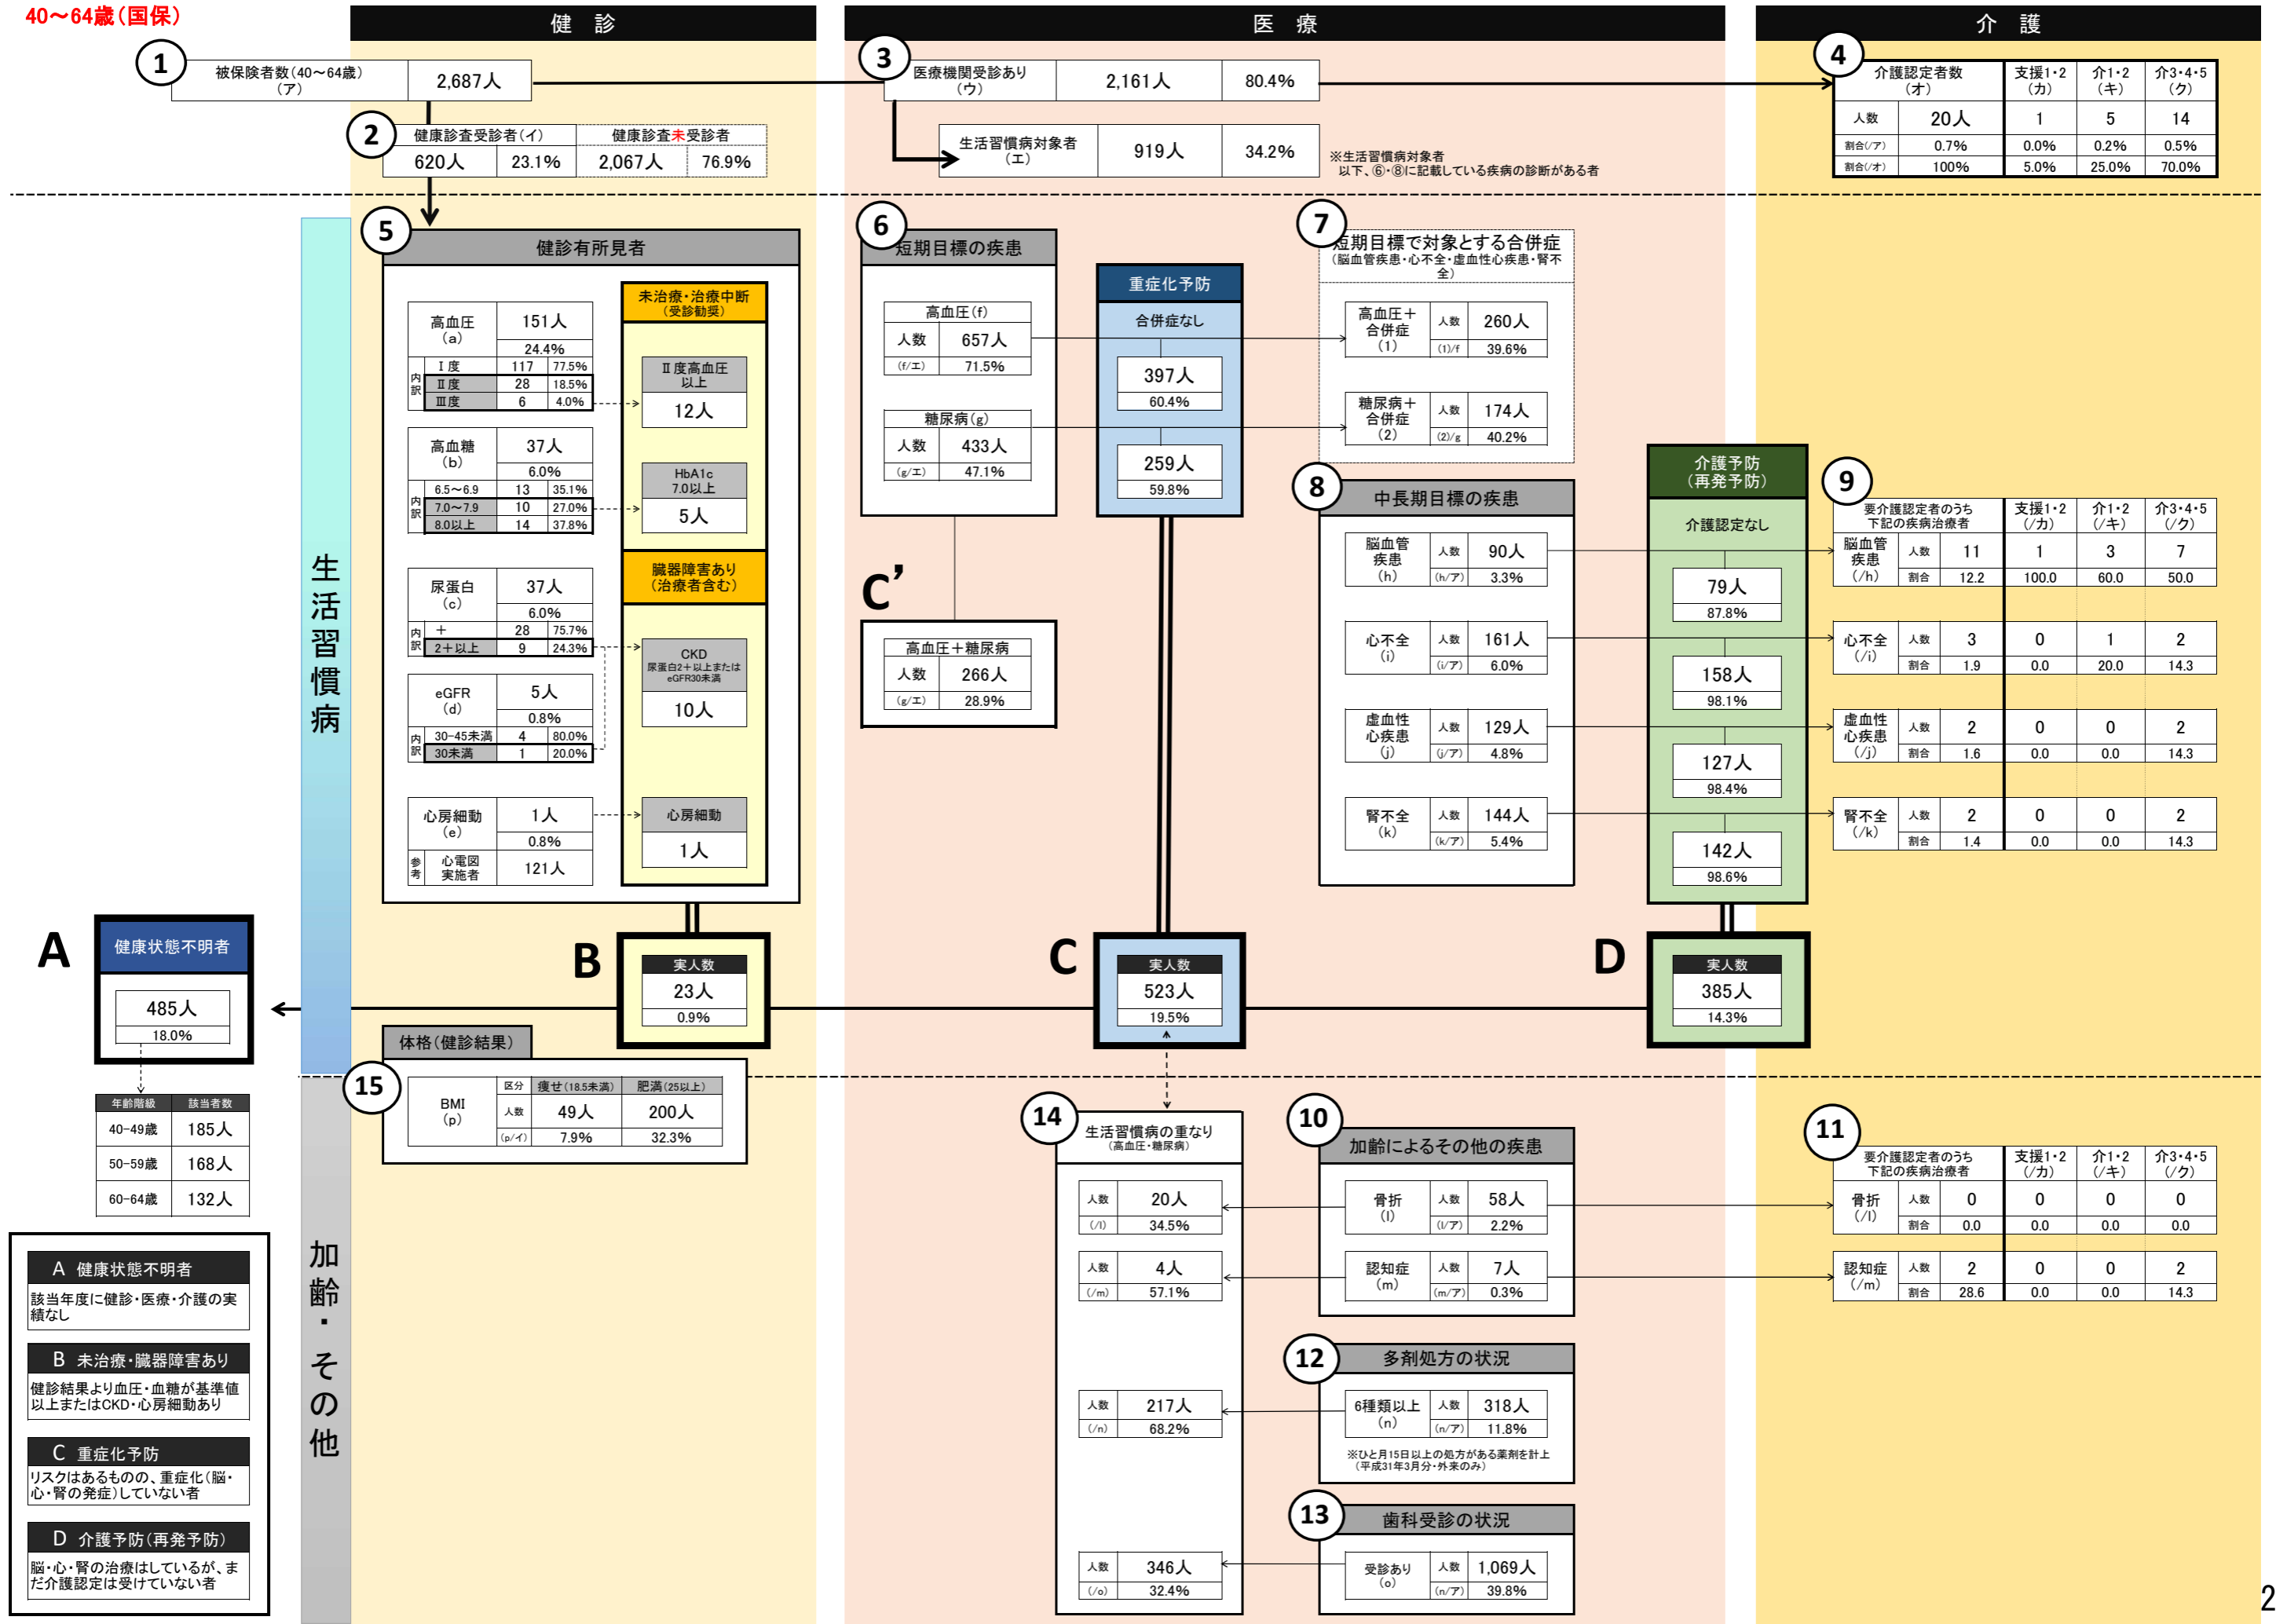 40～64歳(国保)
健　診
医　療
介　護
1
被保険者数(40～64歳)
(ア)
2,687人
2
健康診査受診者(イ)
健康診査未受診者
620人 23.1% 2,067人 76.9%
3
医療機関受診あり
(ウ)
2,161人 80.4%
生活習慣病対象者
(エ)
919人 34.2%
※生活習慣病対象者
以下、⑥・⑧に記載している疾病の診断がある者
4
介護認定者数
(オ)
支援1・2
(カ)
介1・2
(キ)
介3・4・5
(ク)
人数 20人 1 5 14
割合(/ア) 0.7% 0.0% 0.2% 0.5%
割合(/オ) 100% 5.0% 25.0% 70.0%
生活習慣病
5
健診有所見者
高血圧
(a)
151人
24.4%
内訳
Ⅰ度 117 77.5%
Ⅱ度 28 18.5%
Ⅲ度 6 4.0%
高血糖
(b)
37人
6.0%
内訳
6.5～6.9 13 35.1%
7.0～7.9 10 27.0%
8.0以上 14 37.8%
尿蛋白
(c)
37人
6.0%
内訳
＋ 28 75.7%
2＋以上 9 24.3%
eGFR
(d)
5人
0.8%
内訳
30-45未満 4 80.0%
30未満 1 20.0%
心房細動
(e)
1人
0.8%
参考
心電図
実施者
121人
未治療・治療中断
(受診勧奨)
Ⅱ度高血圧
以上
12人
HbA1c
7.0以上
5人
臓器障害あり
(治療者含む)
CKD
尿蛋白2＋以上または
eGFR30未満
10人
心房細動
1人
6
短期目標の疾患
高血圧(f)
人数 657人
(f/エ) 71.5%
糖尿病(g)
人数 433人
(g/エ) 47.1%
重症化予防
合併症なし
397人
60.4%
259人
59.8%
C’
高血圧＋糖尿病
人数 266人
(g/エ) 28.9%
7
短期目標で対象とする合併症
(脳血管疾患・心不全・虚血性心疾患・腎不
全)
高血圧＋
合併症
(1)
人数 260人
(1)/f 39.6%
糖尿病＋
合併症
(2)
人数 174人
(2)/g 40.2%
8
中長期目標の疾患
脳血管
疾患
(h)
人数 90人
(h/ア) 3.3%
心不全
(i)
人数 161人
(i/ア) 6.0%
虚血性
心疾患
(j)
人数 129人
(j/ア) 4.8%
腎不全
(k)
人数 144人
(k/ア) 5.4%
介護予防
(再発予防)
介護認定なし
79人
87.8%
158人
98.1%
127人
98.4%
142人
98.6%
9
要介護認定者のうち
下記の疾病治療者
支援1・2
(/カ)
介1・2
(/キ)
介3・4・5
(/ク)
脳血管
疾患
(/h)
人数 11 1 3 7
割合 12.2 100.0 60.0 50.0
心不全
(/i)
人数 3 0 1 2
割合 1.9 0.0 20.0 14.3
虚血性
心疾患
(/j)
人数 2 0 0 2
割合 1.6 0.0 0.0 14.3
腎不全
(/k)
人数 2 0 0 2
割合 1.4 0.0 0.0 14.3
A
健康状態不明者
485人
18.0%
B
実人数
23人
0.9%
C
実人数
523人
19.5%
D
実人数
385人
14.3%
年齢階級 該当者数
40-49歳 185人
50-59歳 168人
60-64歳 132人
体格(健診結果)
15
BMI
(p)
区分 痩せ(18.5未満) 肥満(25以上)
人数 49人 200人
(p/イ) 7.9% 32.3%
加齢・その他
14
生活習慣病の重なり
(高血圧・糖尿病)
人数 20人
(/l) 34.5%
人数 4人
(/m) 57.1%
人数 217人
(/n) 68.2%
人数 346人
(/o) 32.4%
10
加齢によるその他の疾患
骨折
(l)
人数 58人
(l/ア) 2.2%
認知症
(m)
人数 7人
(m/ア) 0.3%
12
多剤処方の状況
6種類以上
(n)
人数 318人
(n/ア) 11.8%
※ひと月15日以上の処方がある薬剤を計上
(平成31年3月分・外来のみ)
13
歯科受診の状況
受診あり
(o)
人数 1,069人
(n/ア) 39.8%
11
要介護認定者のうち
下記の疾病治療者
支援1・2
(/カ)
介1・2
(/キ)
介3・4・5
(/ク)
骨折
(/l)
人数 0 0 0 0
割合 0.0 0.0 0.0 0.0
認知症
(/m)
人数 2 0 0 2
割合 28.6 0.0 0.0 14.3
A 健康状態不明者
該当年度に健診・医療・介護の実
績なし
B 未治療・臓器障害あり
健診結果より血圧・血糖が基準値
以上またはCKD・心房細動あり
C 重症化予防
リスクはあるものの、重症化(脳・
心・腎の発症)していない者
D 介護予防(再発予防)
脳・心・腎の治療はしているが、ま
だ介護認定は受けていない者
2